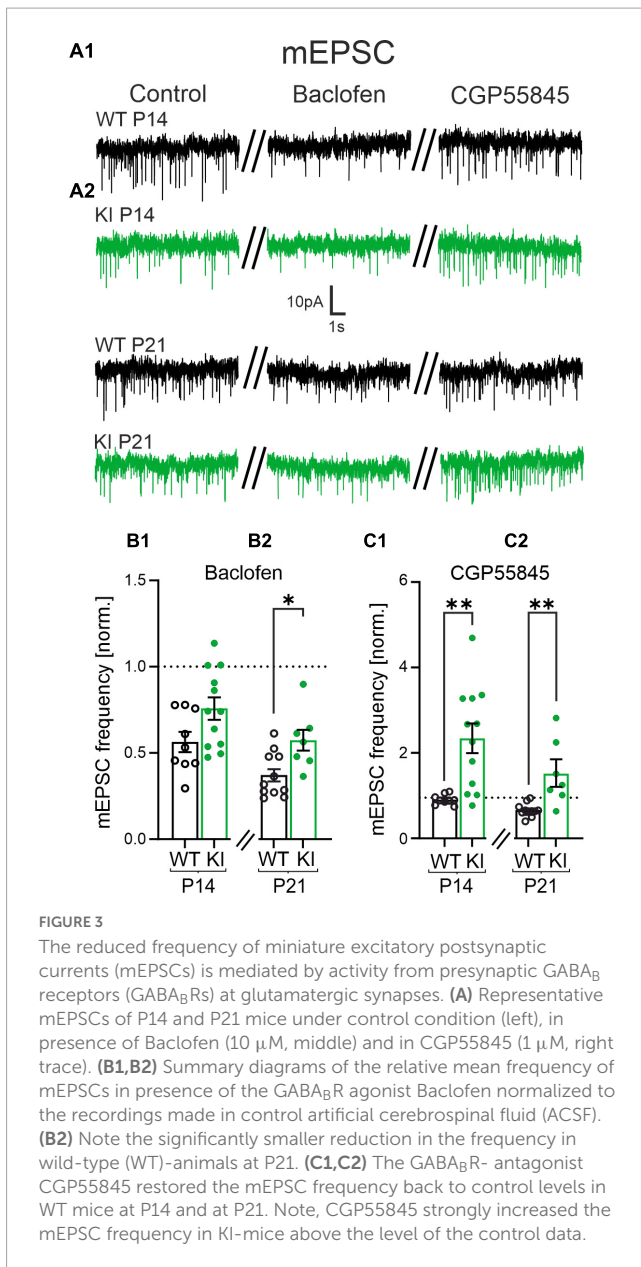 A1
mEPSC
Control Baclofen CGP55845
WT P14
A2
KI P14
10pA
1s
WT P21
KI P21
B1 B2 C1 C2
Baclofen
mEPSC frequency [norm.]
1.5
1.0
0.5
0.0
*
WT KI WT KI
P14 P21
CGP55845
mEPSC frequency [norm.]
6
4
2
0
** **
WT KI WT KI
P14 P21
FIGURE 3
The reduced frequency of miniature excitatory postsynaptic
currents (mEPSCs) is mediated by activity from presynaptic GABAB
receptors (GABABRs) at glutamatergic synapses. (A) Representative
mEPSCs of P14 and P21 mice under control condition (left), in
presence of Baclofen (10 μM, middle) and in CGP55845 (1 μM, right
trace). (B1,B2) Summary diagrams of the relative mean frequency of
mEPSCs in presence of the GABABR agonist Baclofen normalized to
the recordings made in control artificial cerebrospinal fluid (ACSF).
(B2) Note the significantly smaller reduction in the frequency in
wild-type (WT)-animals at P21. (C1,C2) The GABABR- antagonist
CGP55845 restored the mEPSC frequency back to control levels in
WT mice at P14 and at P21. Note, CGP55845 strongly increased the
mEPSC frequency in KI-mice above the level of the control data.